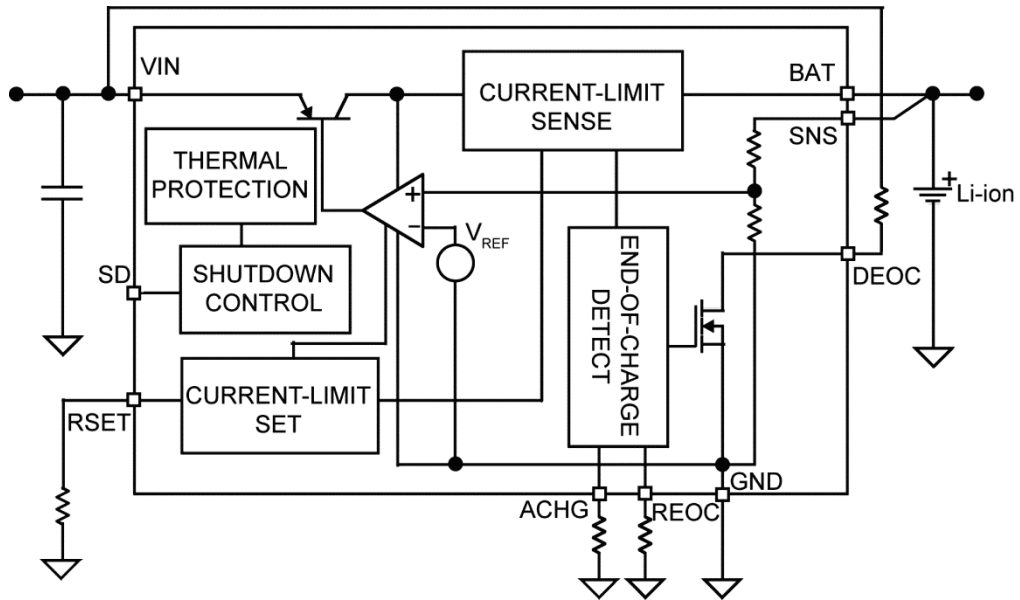 VIN
BAT
CURRENT-LIMIT
SENSE
SNS
THERMAL
PROTECTION
+
−
VREF
+
Li-ion
SD
SHUTDOWN
CONTROL
END-OF-CHARGE
DETECT
DEOC
RSET
CURRENT-LIMIT
SET
GND
ACHG
REOC